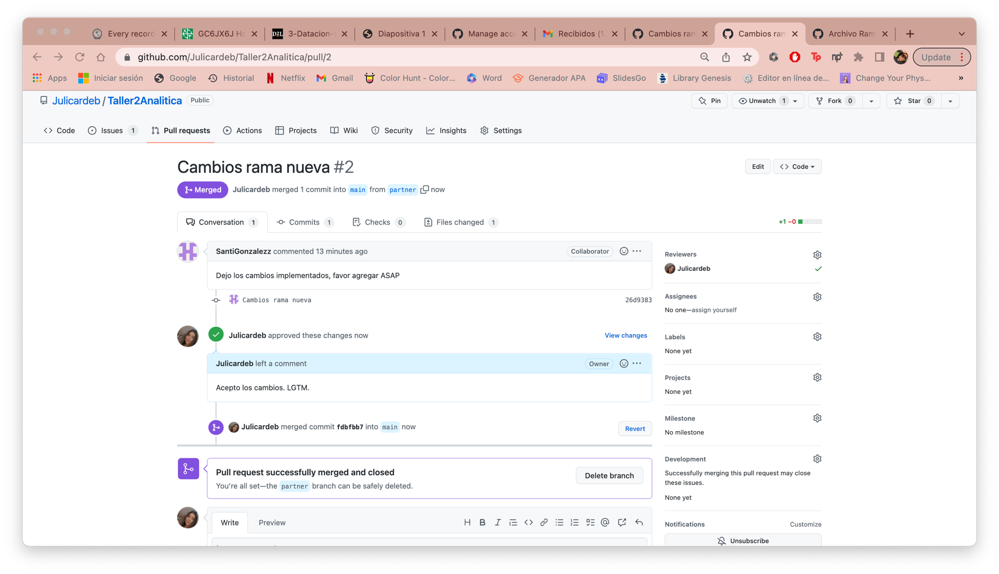 Every record
GC6JX6J Ho
D2L 3-Datacion-
Diapositiva 1
Manage acce
Recibidos (1
Cambios ram
Cambios ram
Archivo Ram
github.com/Julicardeb/Taller2Analitica/pull/2
Tp
npt
Update
Apps
Iniciar sesión
Google
Historial
Netflix
Gmail
Color Hunt - Color...
Word
Generador APA
SlidesGo
Library Genesis
Editor en línea de...
Change Your Phys...
»
Julicardeb / Taller2Analitica Public
Pin
Unwatch 1
Fork 0
Star 0
Code
Issues 1
Pull requests
Actions
Projects
Wiki
Security
Insights
Settings
Cambios rama nueva #2
Edit
Code
Merged Julicardeb merged 1 commit into main from partner now
Conversation 1
Commits 1
Checks 0
Files changed 1
+1 −0
SantiGonzalezz commented 13 minutes ago Collaborator
Dejo los cambios implementados, favor agregar ASAP
Cambios rama nueva 26d9383
Julicardeb approved these changes now View changes
Julicardeb left a comment Owner
Acepto los cambios. LGTM.
Julicardeb merged commit fdbfbb7 into main now Revert
Pull request successfully merged and closed
You're all set—the partner branch can be safely deleted.
Delete branch
Write
Preview
Reviewers
Julicardeb
Assignees
No one—assign yourself
Labels
None yet
Projects
None yet
Milestone
No milestone
Development
Successfully merging this pull request may close
these issues.
None yet
Notifications Customize
Unsubscribe